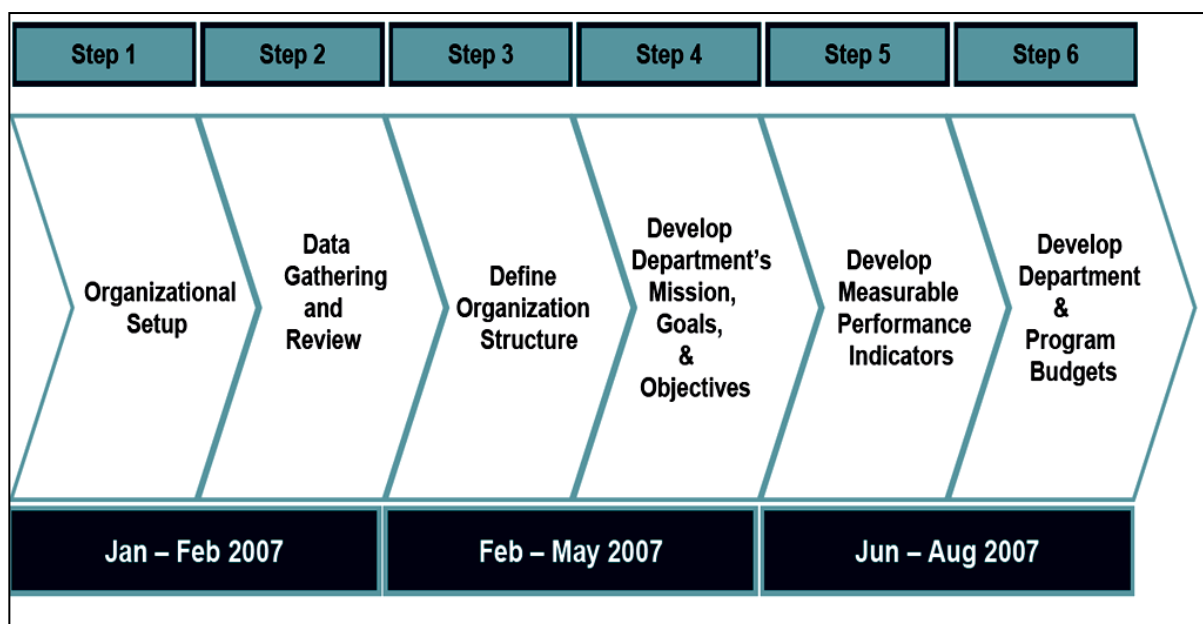 Step 1
Step 2
Step 3
Step 4
Step 5
Step 6
Organizational
Setup
Data
Gathering
and
Review
Define
Organization
Structure
Develop
Department’s
Mission,
Goals,
&
Objectives
Develop
Measurable
Performance
Indicators
Develop
Department
&
Program
Budgets
Jan – Feb 2007
Feb – May 2007
Jun – Aug 2007